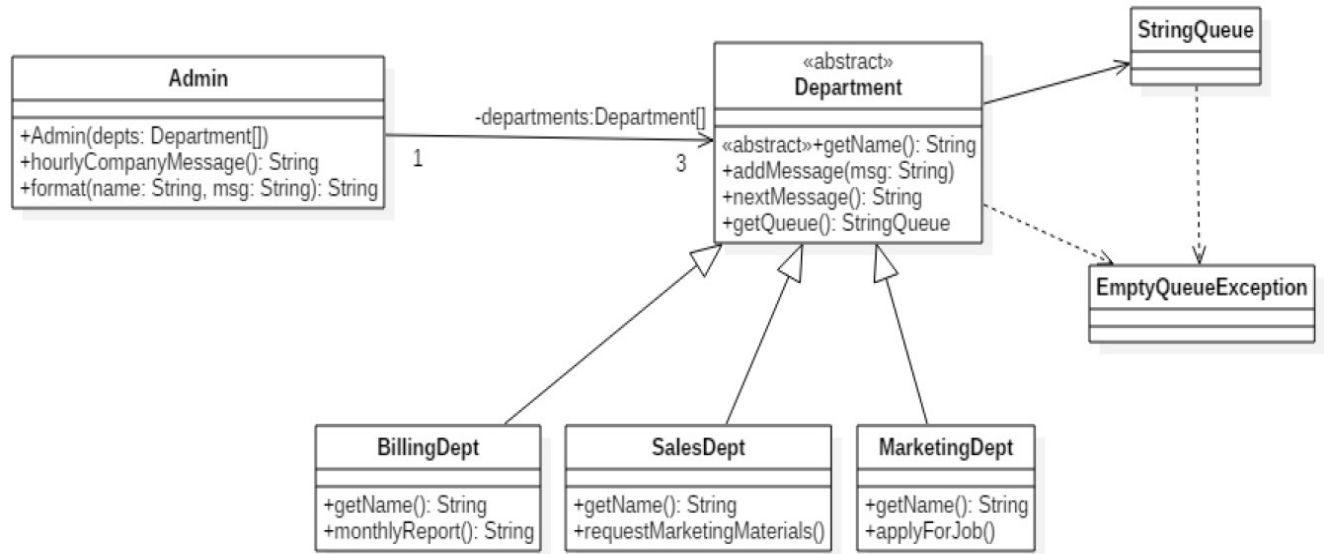 Admin
+Admin(depts: Department[])
+hourlyCompanyMessage(): String
+format(name: String, msg: String): String
-departments:Department[]
1
3
«abstract»
Department
«abstract»+getName(): String
+addMessage(msg: String)
+nextMessage(): String
+getQueue(): StringQueue
StringQueue
EmptyQueueException
BillingDept
+getName(): String
+monthlyReport(): String
SalesDept
+getName(): String
+requestMarketingMaterials()
MarketingDept
+getName(): String
+applyForJob()